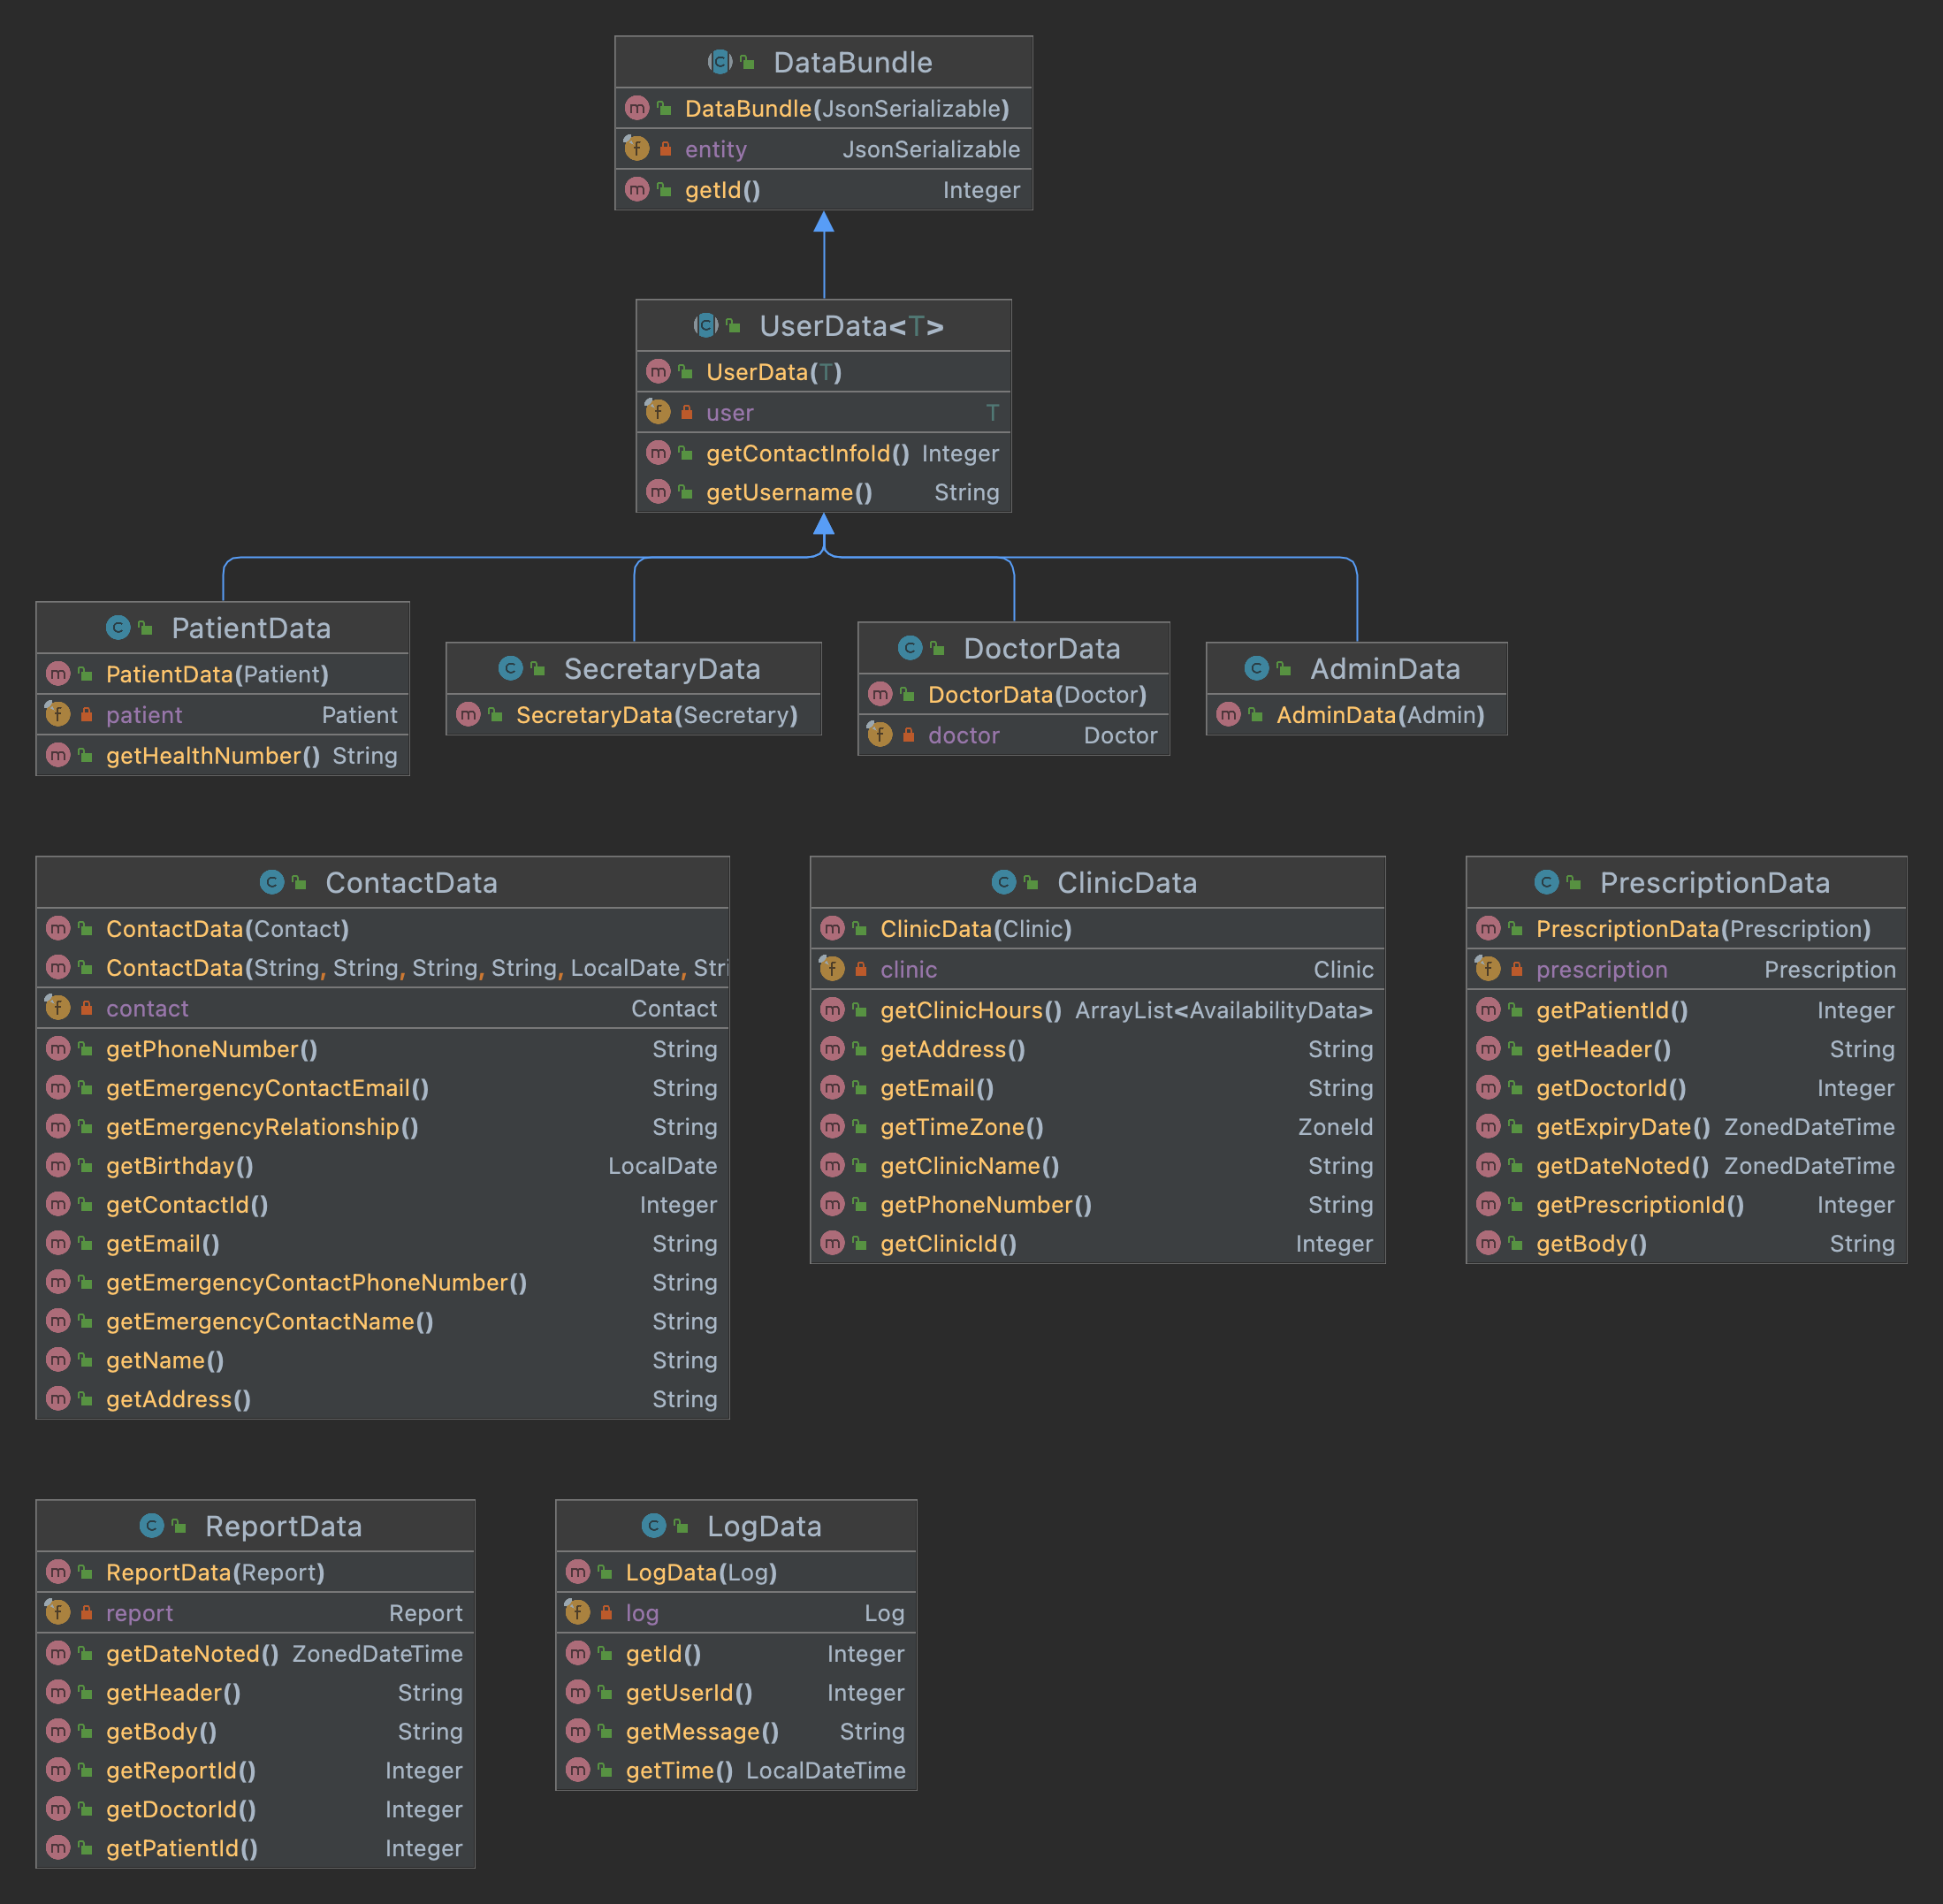 DataBundle
DataBundle(JsonSerializable)
entity JsonSerializable
getId() Integer
UserData<T>
UserData(T)
user T
getContactInfoId() Integer
getUsername() String
PatientData
PatientData(Patient)
patient Patient
getHealthNumber() String
SecretaryData
SecretaryData(Secretary)
DoctorData
DoctorData(Doctor)
doctor Doctor
AdminData
AdminData(Admin)
ContactData
ContactData(Contact)
ContactData(String, String, String, String, LocalDate, Stri
contact Contact
getPhoneNumber() String
getEmergencyContactEmail() String
getEmergencyRelationship() String
getBirthday() LocalDate
getContactId() Integer
getEmail() String
getEmergencyContactPhoneNumber() String
getEmergencyContactName() String
getName() String
getAddress() String
ClinicData
ClinicData(Clinic)
clinic Clinic
getClinicHours() ArrayList<AvailabilityData>
getAddress() String
getEmail() String
getTimeZone() ZoneId
getClinicName() String
getPhoneNumber() String
getClinicId() Integer
PrescriptionData
PrescriptionData(Prescription)
prescription Prescription
getPatientId() Integer
getHeader() String
getDoctorId() Integer
getExpiryDate() ZonedDateTime
getDateNoted() ZonedDateTime
getPrescriptionId() Integer
getBody() String
ReportData
ReportData(Report)
report Report
getDateNoted() ZonedDateTime
getHeader() String
getBody() String
getReportId() Integer
getDoctorId() Integer
getPatientId() Integer
LogData
LogData(Log)
log Log
getId() Integer
getUserId() Integer
getMessage() String
getTime() LocalDateTime